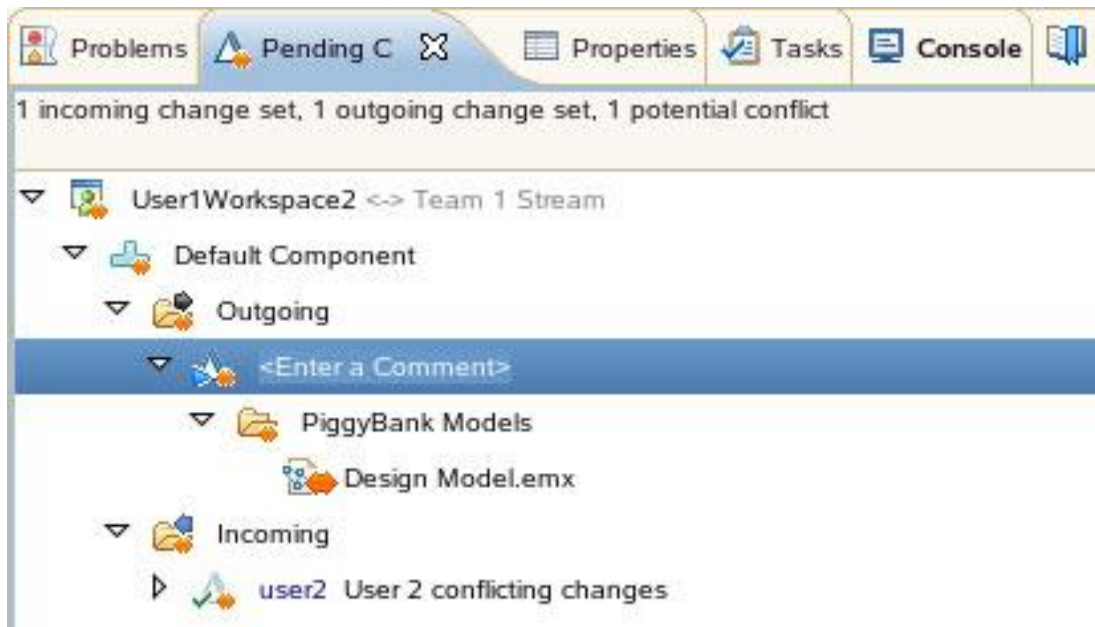 Problems Pending C Properties Tasks Console
1 incoming change set, 1 outgoing change set, 1 potential conflict
User1Workspace2 <-> Team 1 Stream
Default Component
Outgoing
<Enter a Comment>
PiggyBank Models
Design Model.emx
Incoming
user2 User 2 conflicting changes